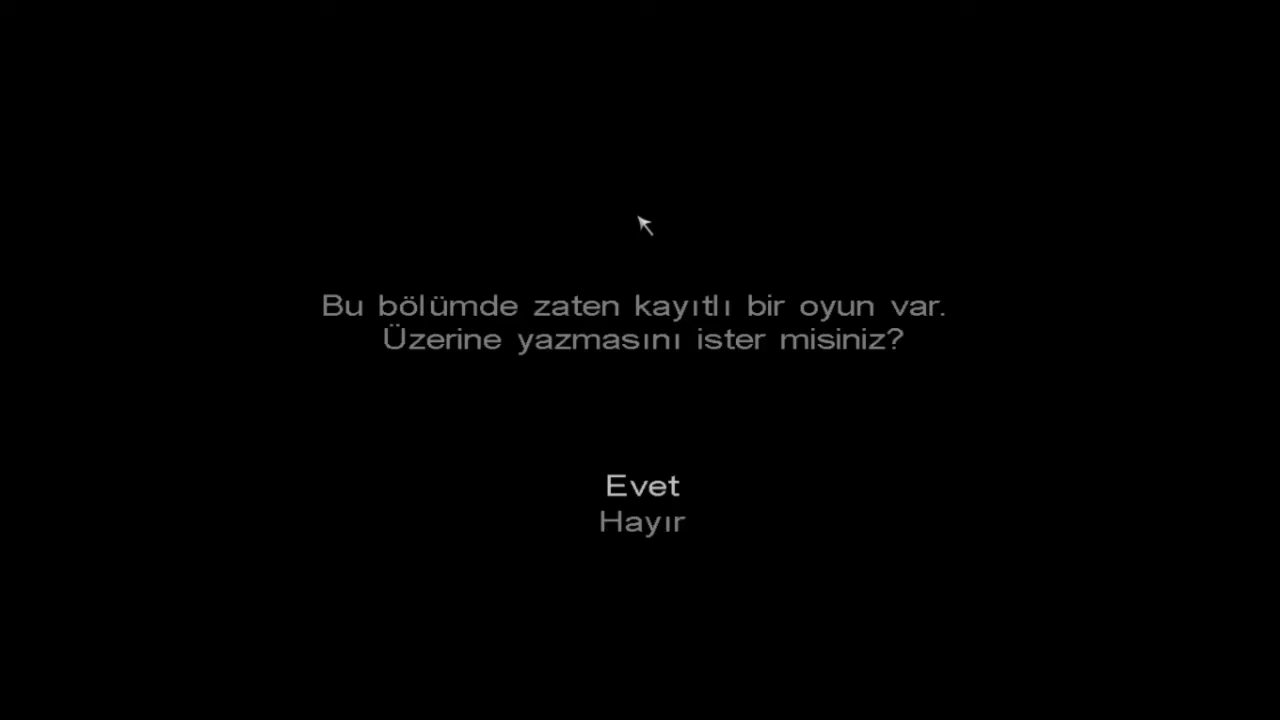 Bu bölümde zaten kayıtlı bir oyun var.
Üzerine yazmasını ister misiniz?
Evet
Hayır